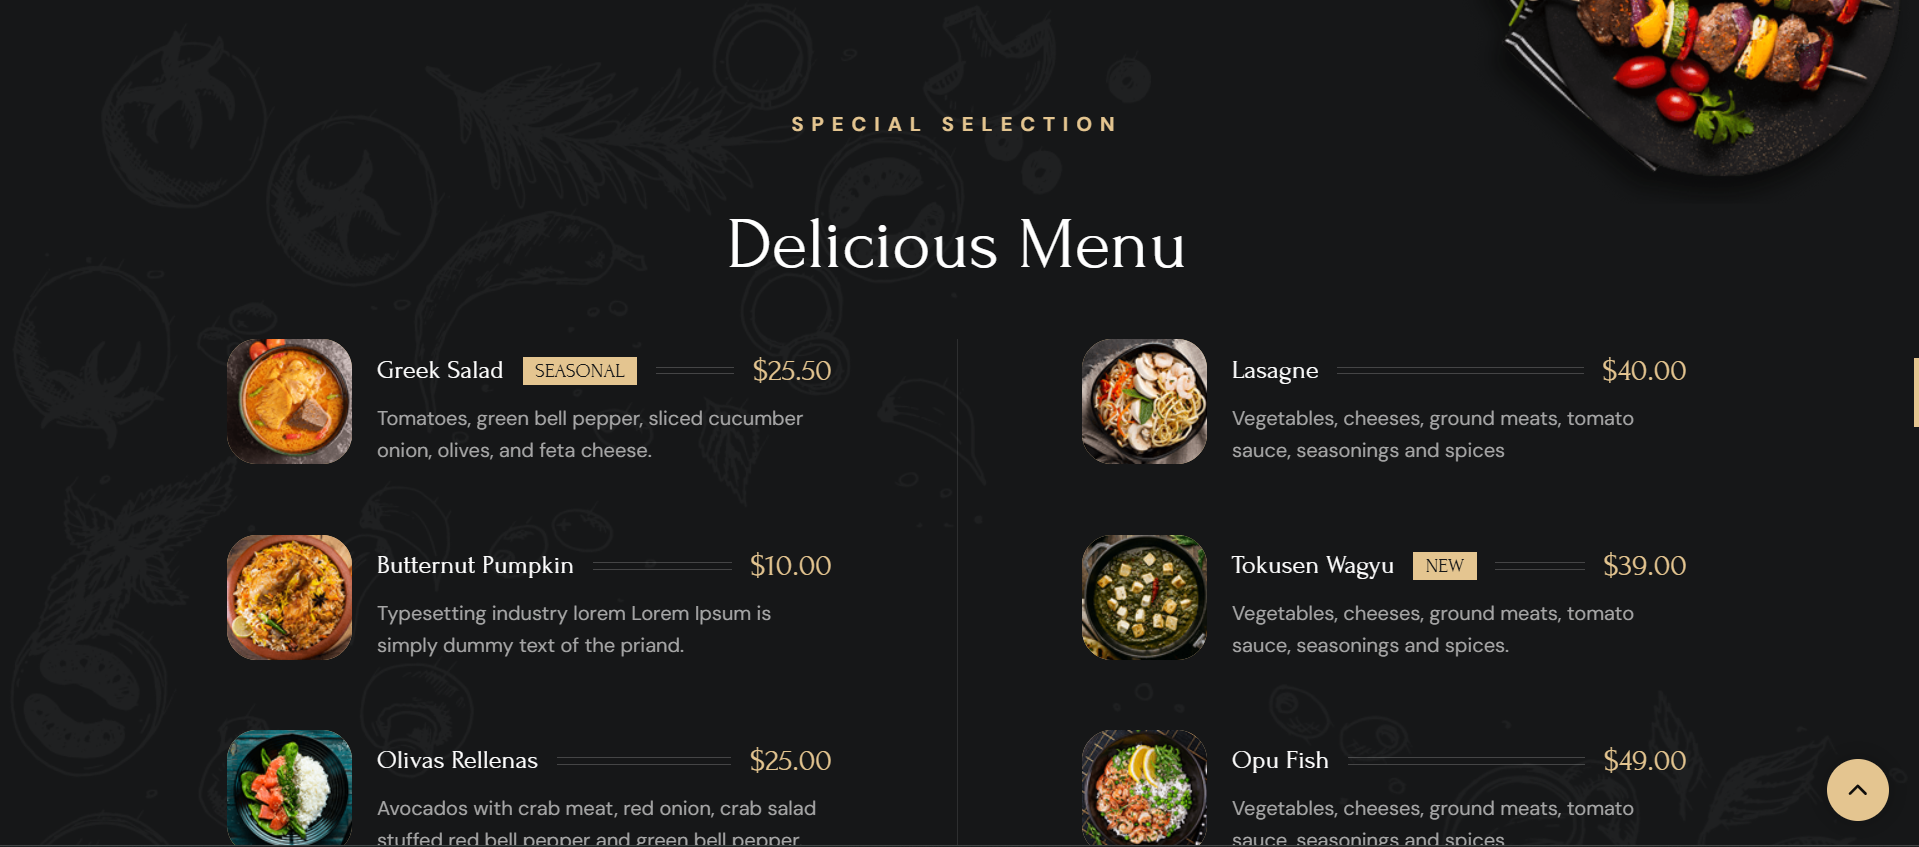 SPECIAL SELECTION
Delicious Menu
Greek Salad SEASONAL $25.50
Tomatoes, green bell pepper, sliced cucumber
onion, olives, and feta cheese.
Butternut Pumpkin $10.00
Typesetting industry lorem Lorem Ipsum is
simply dummy text of the priand.
Olivas Rellenas $25.00
Avocados with crab meat, red onion, crab salad
stuffed red bell pepper and green bell pepper.
Lasagne $40.00
Vegetables, cheeses, ground meats, tomato
sauce, seasonings and spices
Tokusen Wagyu NEW $39.00
Vegetables, cheeses, ground meats, tomato
sauce, seasonings and spices.
Opu Fish $49.00
Vegetables, cheeses, ground meats, tomato
sauce, seasonings and spices